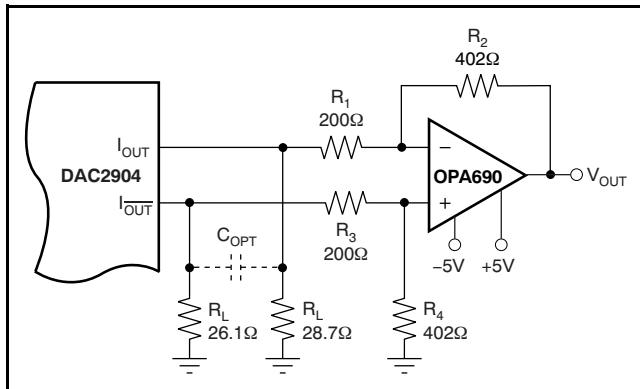 R2
402Ω
R1
200Ω
IOUT
DAC2904
IOUT
−
OPA690
+
VOUT
COPT
R3
200Ω
−5V
+5V
RL
26.1Ω
RL
28.7Ω
R4
402Ω